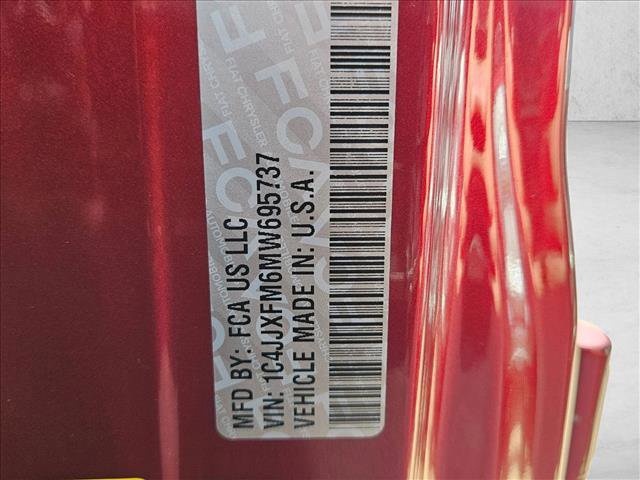 MFD BY: FCA US LLC
VIN: 1C4JJXFM6MW695737
VEHICLE MADE IN: U.S.A.